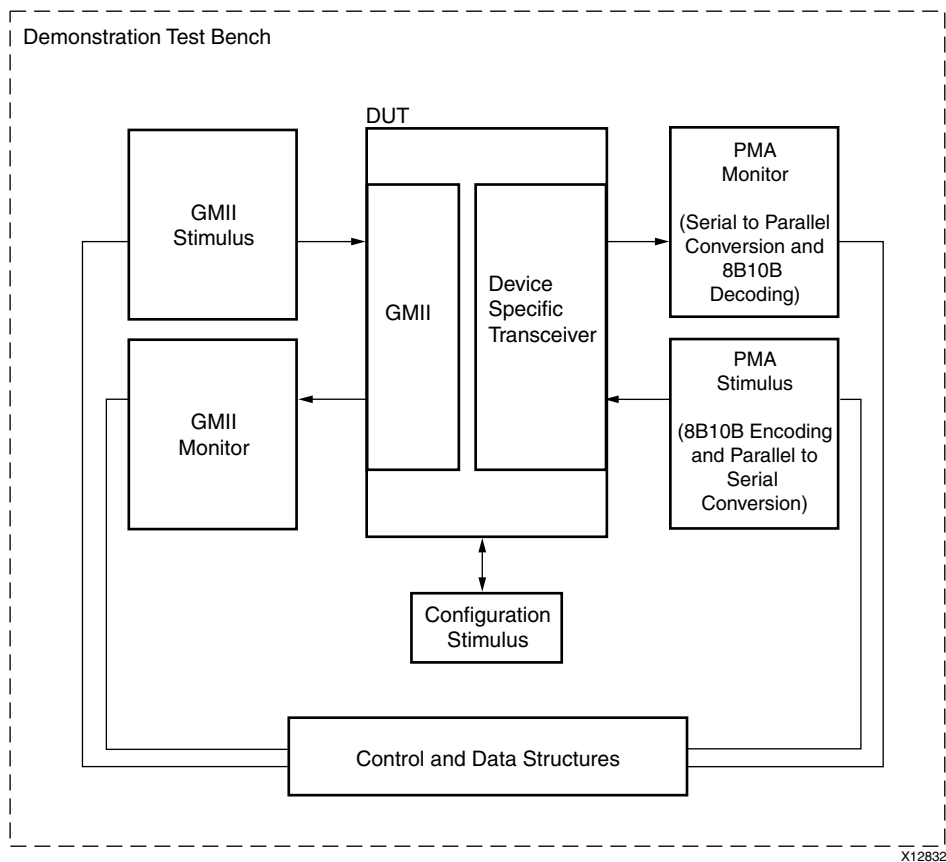 Demonstration Test Bench
DUT
GMII
Stimulus
PMA
Monitor
(Serial to Parallel
Conversion and
8B10B
Decoding)
GMII
Device
Specific
Transceiver
GMII
Monitor
PMA
Stimulus
(8B10B Encoding
and Parallel to
Serial
Conversion)
Configuration
Stimulus
Control and Data Structures
X12832